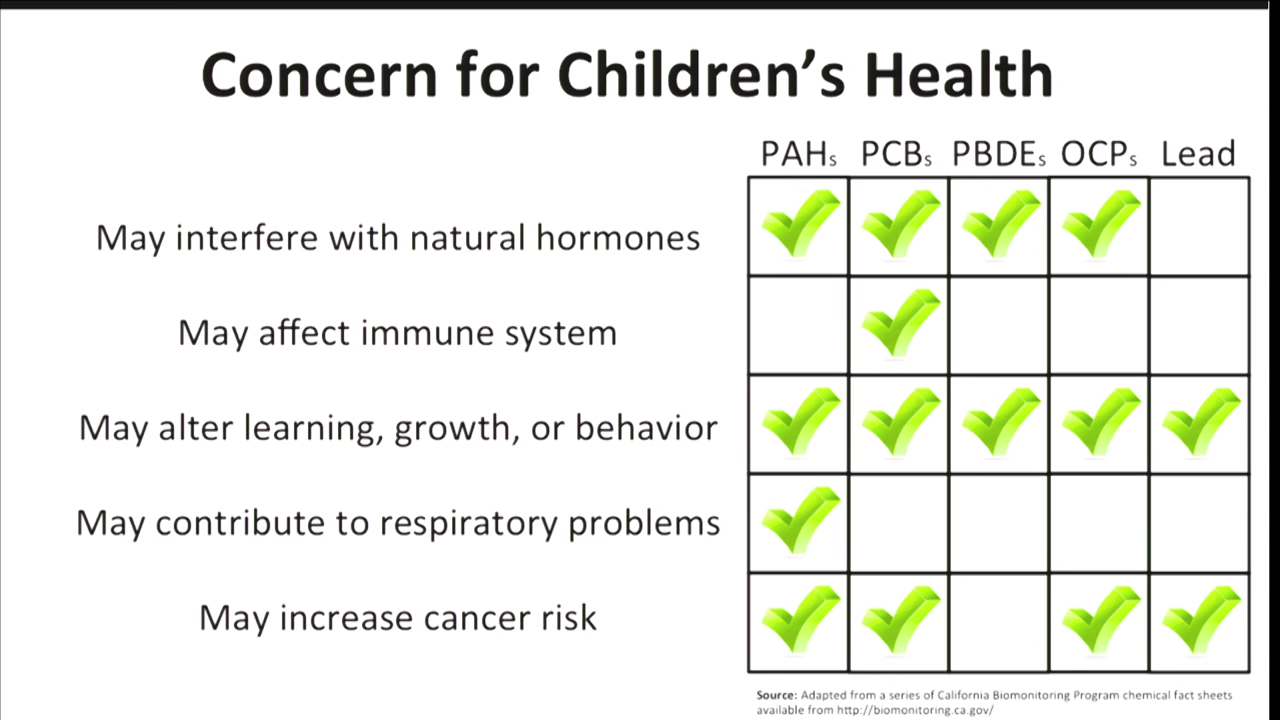 Concern for Children’s Health
PAHs PCBs PBDEs OCPs Lead
May interfere with natural hormones
May affect immune system
May alter learning, growth, or behavior
May contribute to respiratory problems
May increase cancer risk
Source: Adapted from a series of California Biomonitoring Program chemical fact sheets
available from http://biomonitoring.ca.gov/